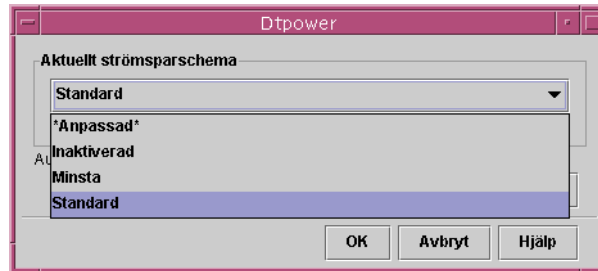 Dtpower
Aktuellt strömsparschema
Standard
*Anpassad*
Inaktiverad
Minsta
Standard
OK Avbryt Hjälp